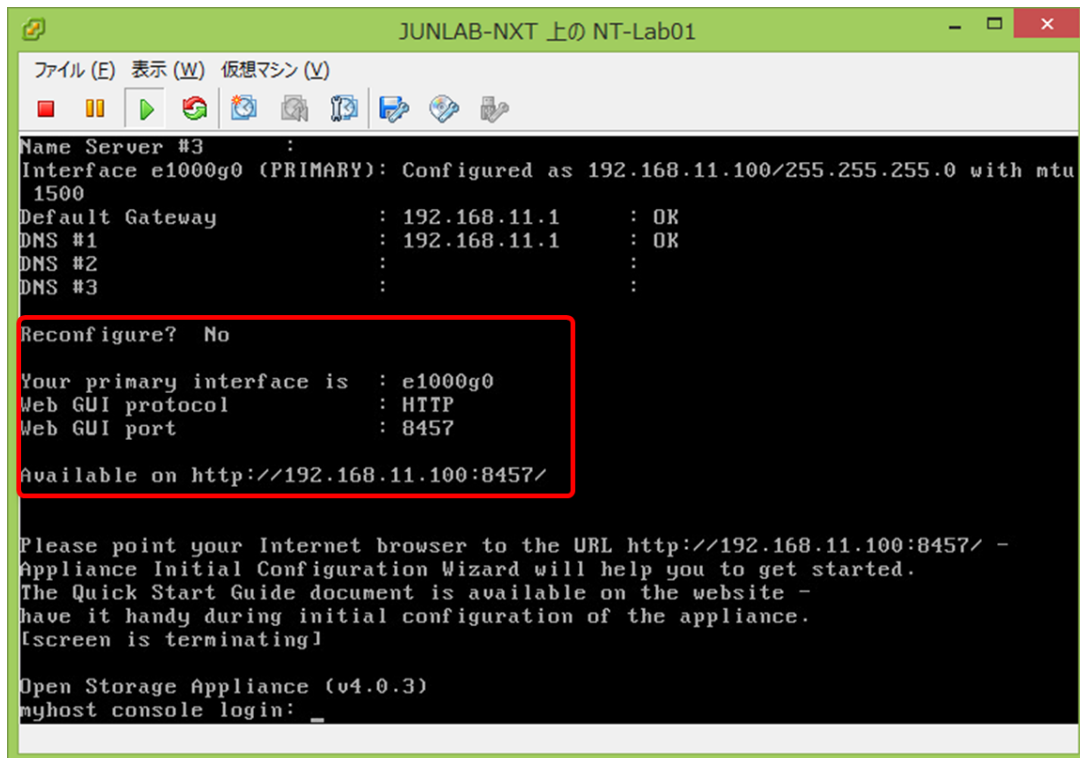 JUNLAB-NXT 上の NT-Lab01
ファイル (F) 表示 (W) 仮想マシン (V)
Name Server #3 :
Interface e1000g0 (PRIMARY): Configured as 192.168.11.100/255.255.255.0 with mtu
1500
Default Gateway : 192.168.11.1 : OK
DNS #1 : 192.168.11.1 : OK
DNS #2 : :
DNS #3 : :
Reconfigure? No
Your primary interface is : e1000g0
Web GUI protocol : HTTP
Web GUI port : 8457
Available on http://192.168.11.100:8457/
Please point your Internet browser to the URL http://192.168.11.100:8457/ -
Appliance Initial Configuration Wizard will help you to get started.
The Quick Start Guide document is available on the website -
have it handy during initial configuration of the appliance.
[screen is terminating]
Open Storage Appliance (v4.0.3)
myhost console login: _